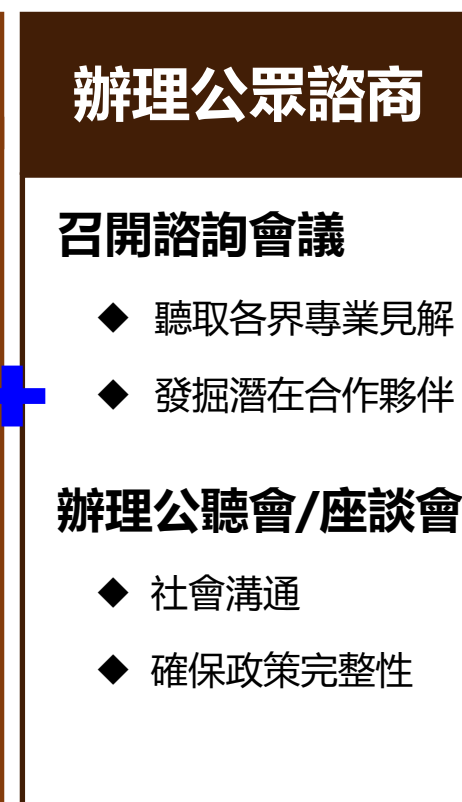 辦理公眾諮商
召開諮詢會議
◆ 聽取各界專業見解
◆ 發掘潛在合作夥伴
辦理公聽會/座談會
◆ 社會溝通
◆ 確保政策完整性